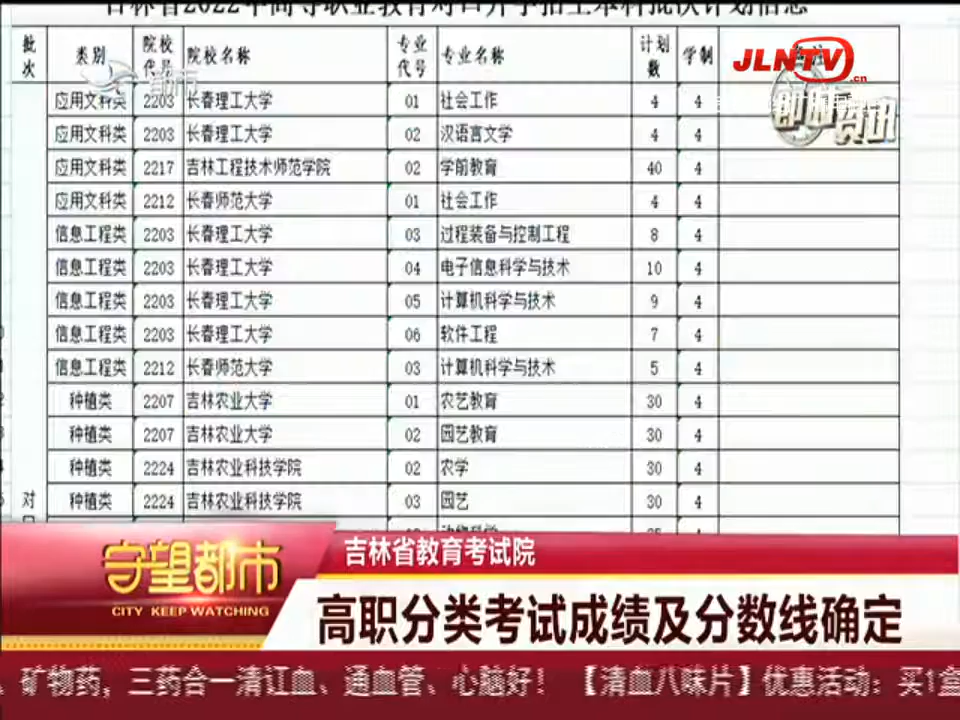 吉林省2022年高等职业教育对口升学招生本科批次计划信息
批次 类别 院校代号 院校名称 专业代号 专业名称 计划数 学制 备注
应用文科类 2203 长春理工大学 01 社会工作 4 4
应用文科类 2203 长春理工大学 02 汉语言文学 4 4
应用文科类 2217 吉林工程技术师范学院 02 学前教育 40 4
应用文科类 2212 长春师范大学 01 社会工作 4 4
信息工程类 2203 长春理工大学 03 过程装备与控制工程 8 4
信息工程类 2203 长春理工大学 04 电子信息科学与技术 10 4
信息工程类 2203 长春理工大学 05 计算机科学与技术 9 4
信息工程类 2203 长春理工大学 06 软件工程 7 4
信息工程类 2212 长春师范大学 03 计算机科学与技术 5 4
种植类 2207 吉林农业大学 01 农艺教育 30 4
种植类 2207 吉林农业大学 02 园艺教育 30 4
种植类 2224 吉林农业科技学院 02 农学 30 4
对 种植类 2224 吉林农业科技学院 03 园艺 30 4
都市
JLNTV.cn
即时资讯
守望都市
CITY KEEP WATCHING
吉林省教育考试院
高职分类考试成绩及分数线确定
、矿物药，三药合一清讧血、通血管、心脑好！【清血八味片】优惠活动：买1盒